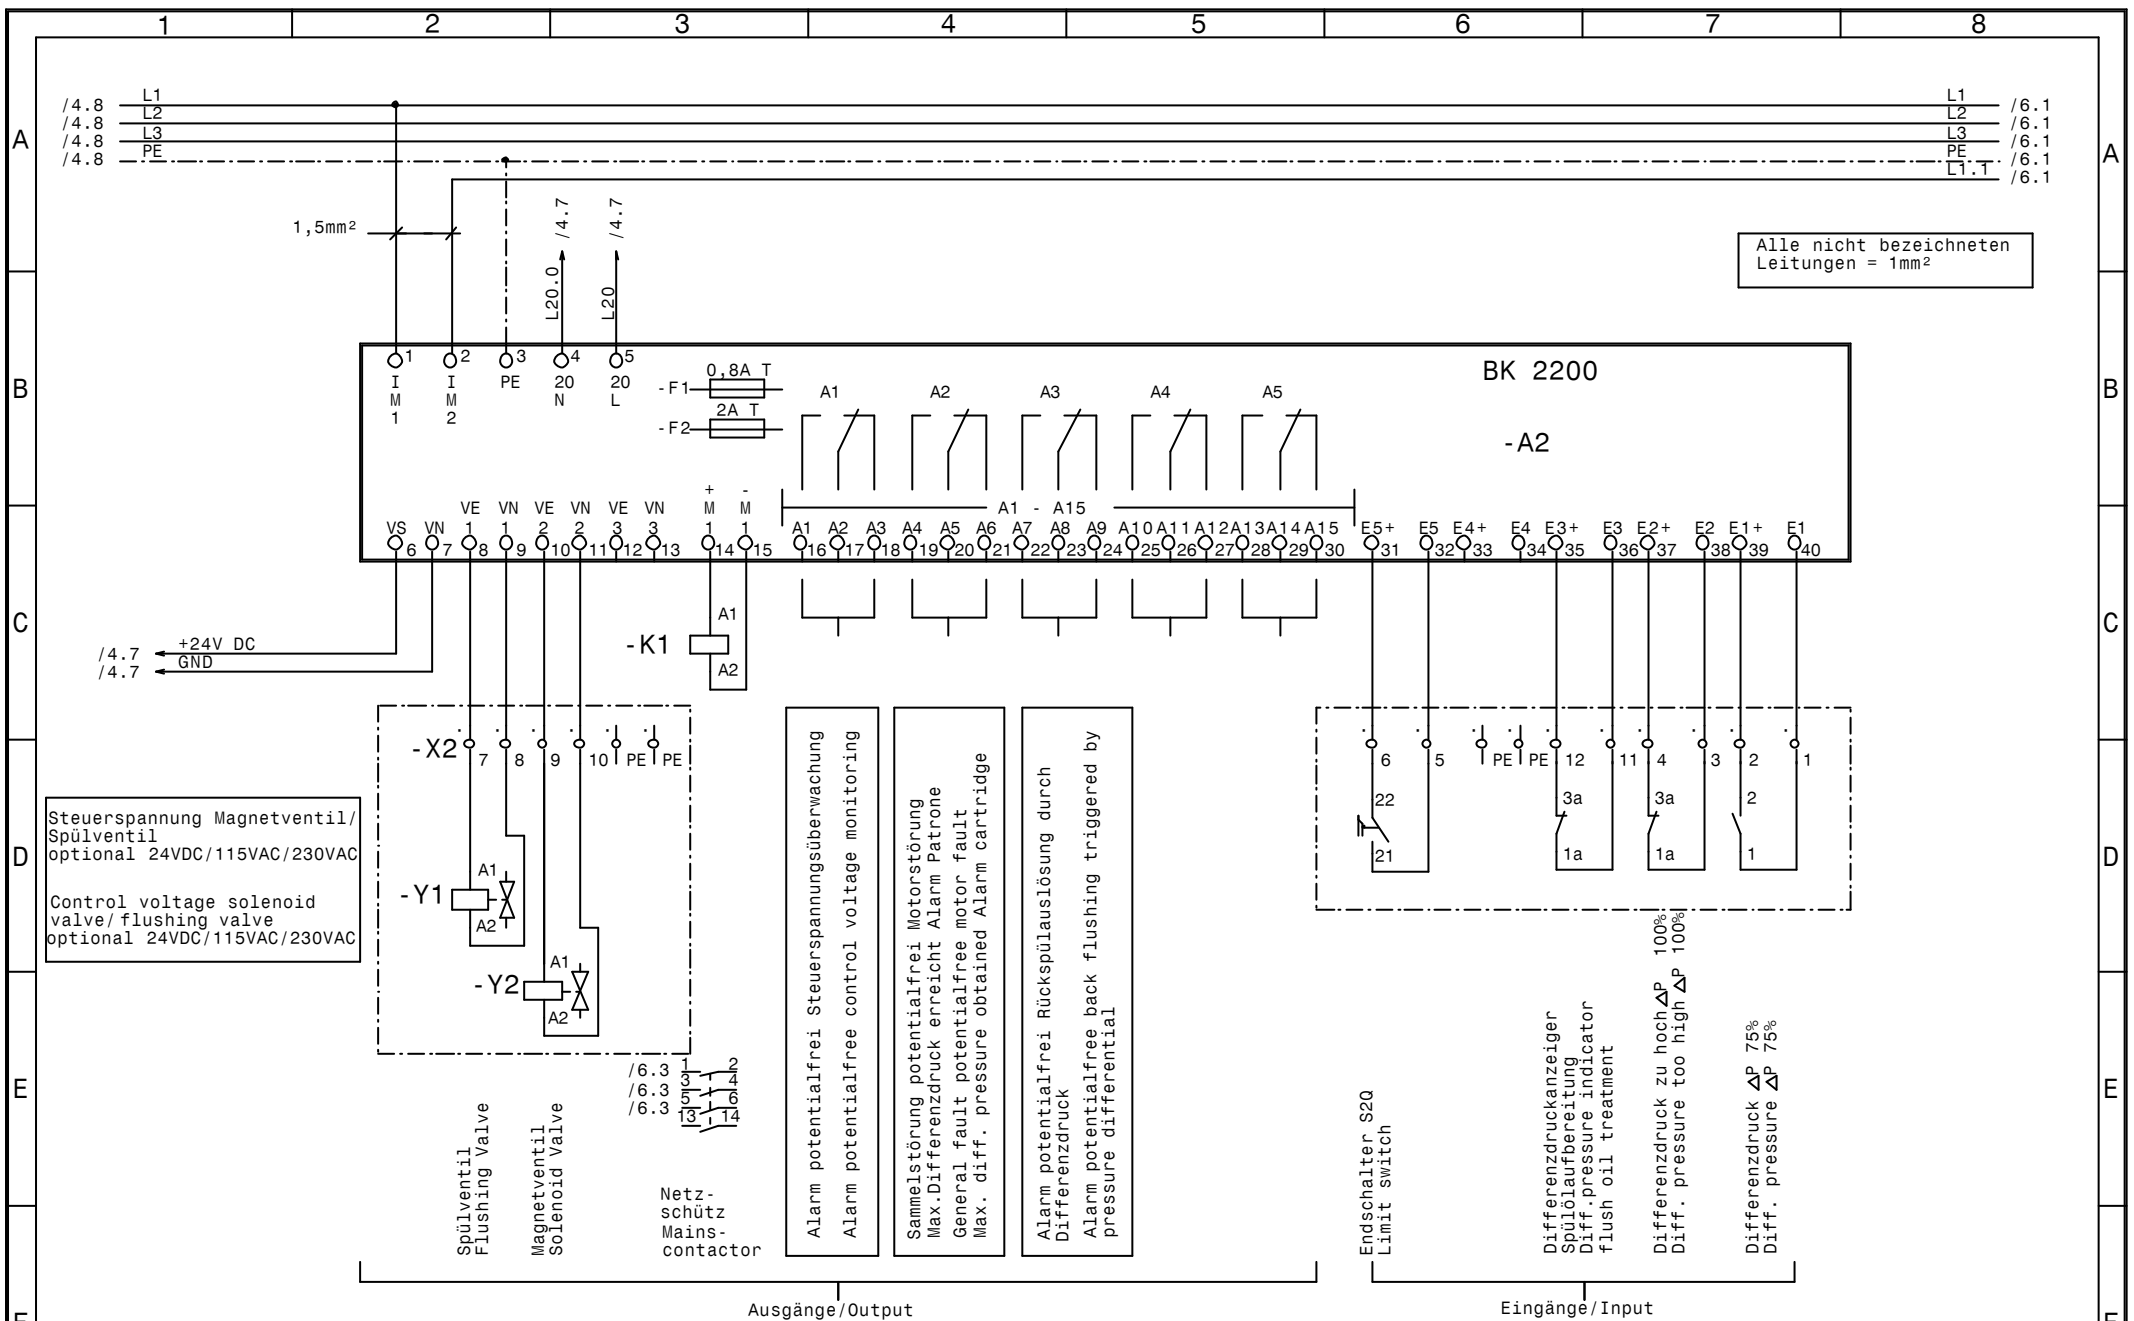 1 2 3 4 5 6 7 8
A
/4.8 L1 L1 /6.1
/4.8 L2 L2 /6.1
/4.8 L3 L3 /6.1
/4.8 PE PE /6.1
L1.1 /6.1
A
1,5mm²
L20.0 /4.7
L20 /4.7
Alle nicht bezeichneten
Leitungen = 1mm²
B
1 2 3 4 5
IM1 IM2 PE 20N 20L
-F1 0,8A T
-F2 2A T
A1 A2 A3 A4 A5
BK 2200
-A2
B
+ -
VE VN VE VN VE VN M M
A1 - A15
VS VN 1 1 2 2 3 3 1 1 A1 A2 A3 A4 A5 A6 A7 A8 A9 A10 A11 A12 A13 A14 A15 E5+ E5 E4+ E4 E3+ E3 E2+ E2 E1+ E1
6 7 8 9 10 11 12 13 14 15 16 17 18 19 20 21 22 23 24 25 26 27 28 29 30 31 32 33 34 35 36 37 38 39 40
C
/4.7 +24V DC
/4.7 GND
-K1 A1
A2
C
-X2 7 8 9 10 PE PE
6 5 PE PE 12 11 4 3 2 1
22 3a 3a 2
21 1a 1a 1
D
Steuerspannung Magnetventil/
Spülventil
optional 24VDC/115VAC/230VAC
Control voltage solenoid
valve/flushing valve
optional 24VDC/115VAC/230VAC
-Y1 A1
A2
-Y2 A1
A2
D
Alarm potentialfrei Steuerspannungsüberwachung
Alarm potentialfree control voltage monitoring
Sammelstörung potentialfrei Motorstörung
Max.Differenzdruck erreicht Alarm Patrone
General fault potentialfree motor fault
Max. diff. pressure obtained Alarm cartridge
Alarm potentialfrei Rückspülauslösung durch
Differenzdruck
Alarm potentialfree back flushing triggered by
pressure differential
E
/6.3 1 2
/6.3 3 4
/6.3 5 6
13 14
Spülventil
Flushing Valve
Magnetventil
Solenoid Valve
Netz-
schütz
Mains-
contactor
Endschalter S2Q
Limit switch
Differenzdruckanzeiger
Spülölaufbereitung
Diff.pressure indicator
flush oil treatment
Differenzdruck zu hoch △P 100%
Diff. pressure too high △P 100%
Differenzdruck △P 75%
Diff. pressure △P 75%
E
Ausgänge/Output
Eingänge/Input